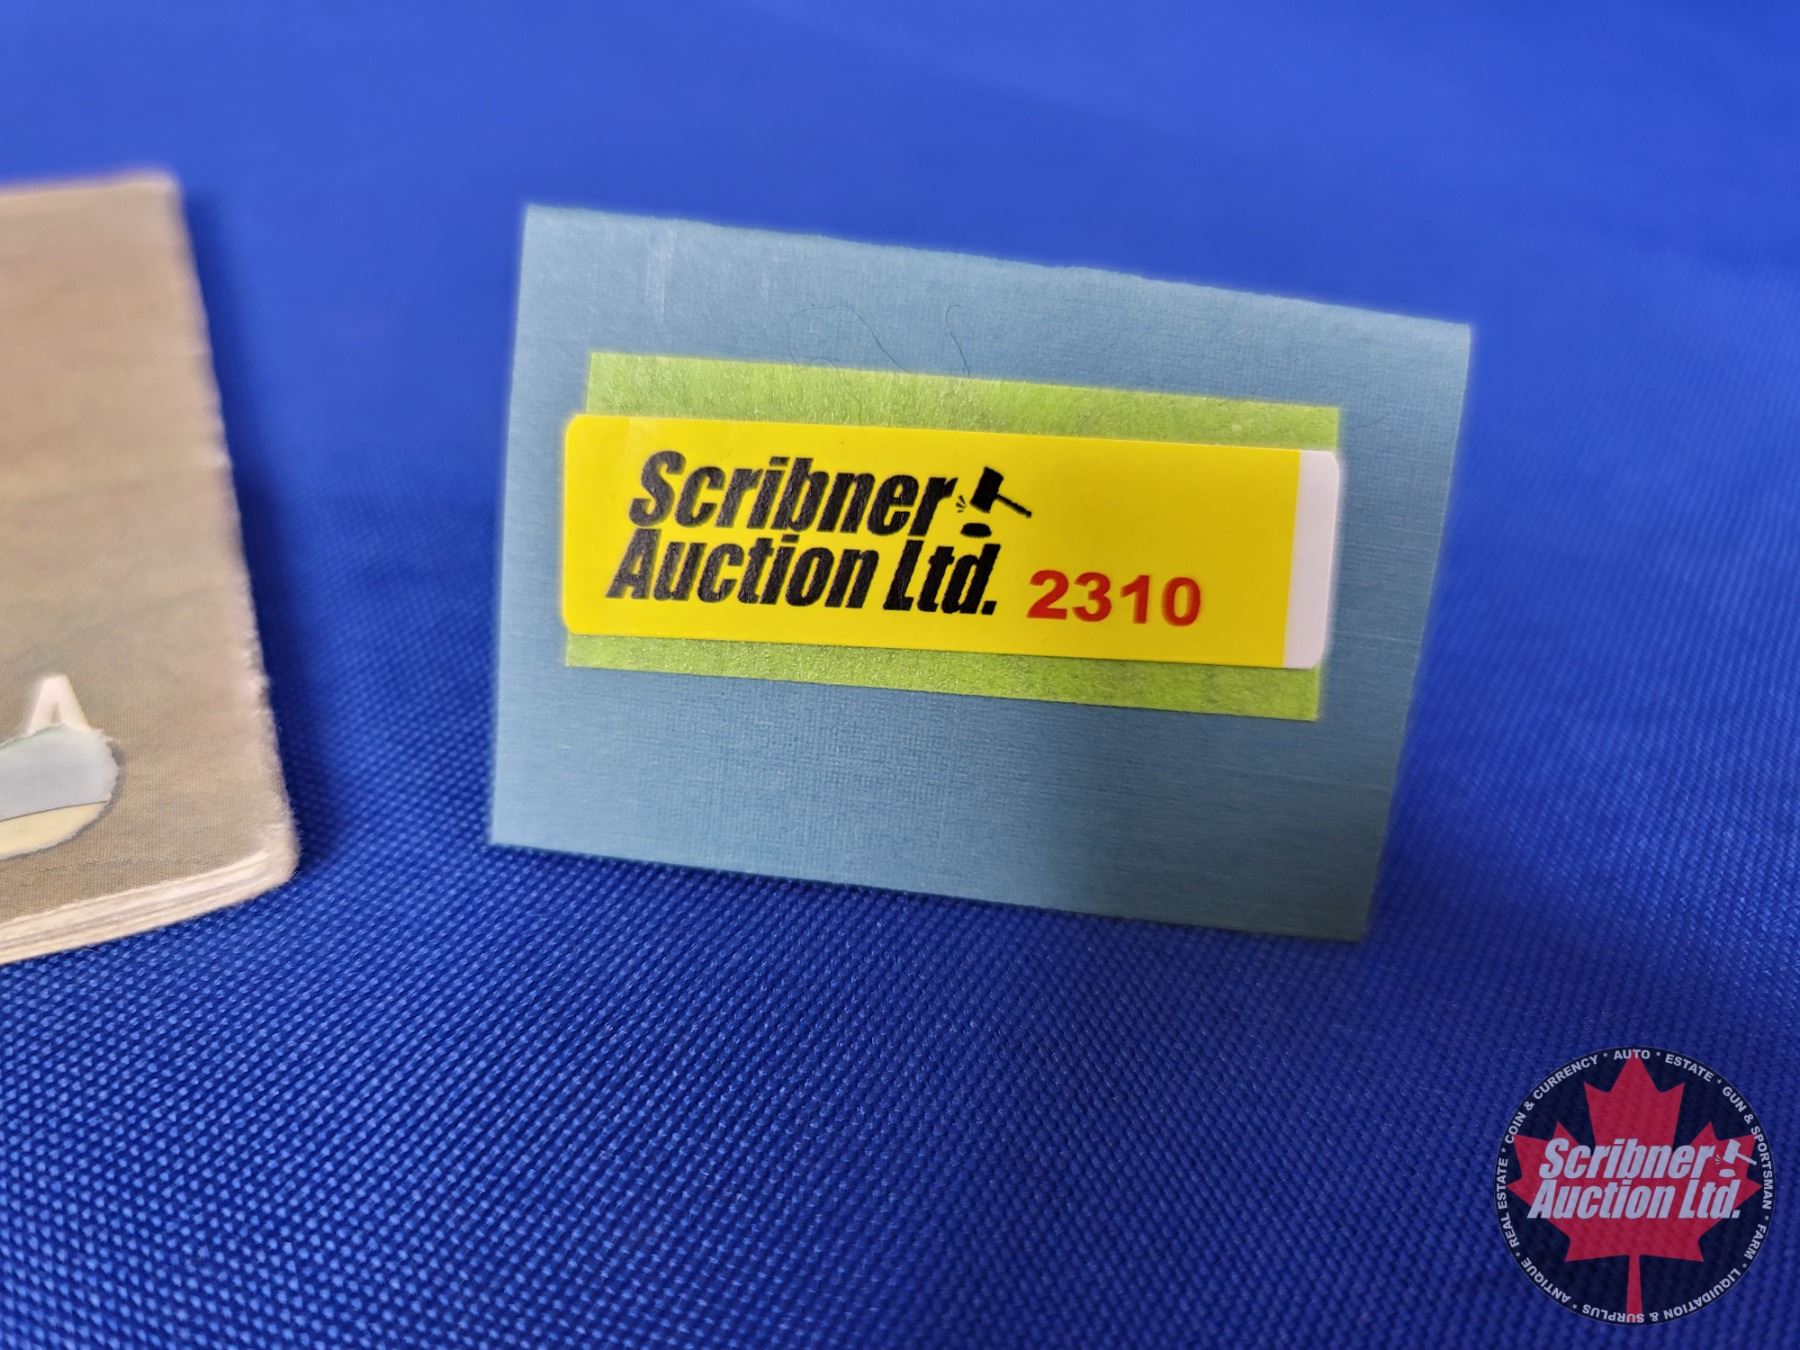 Scribner
Auction Ltd. 2310
A
COIN & CURRENCY * AUTO * ESTATE * GUN & SPORTSMAN * FARM * LIQUIDATION & SURPLUS * ANTIQUE * REAL ESTATE *
Scribner
Auction Ltd.